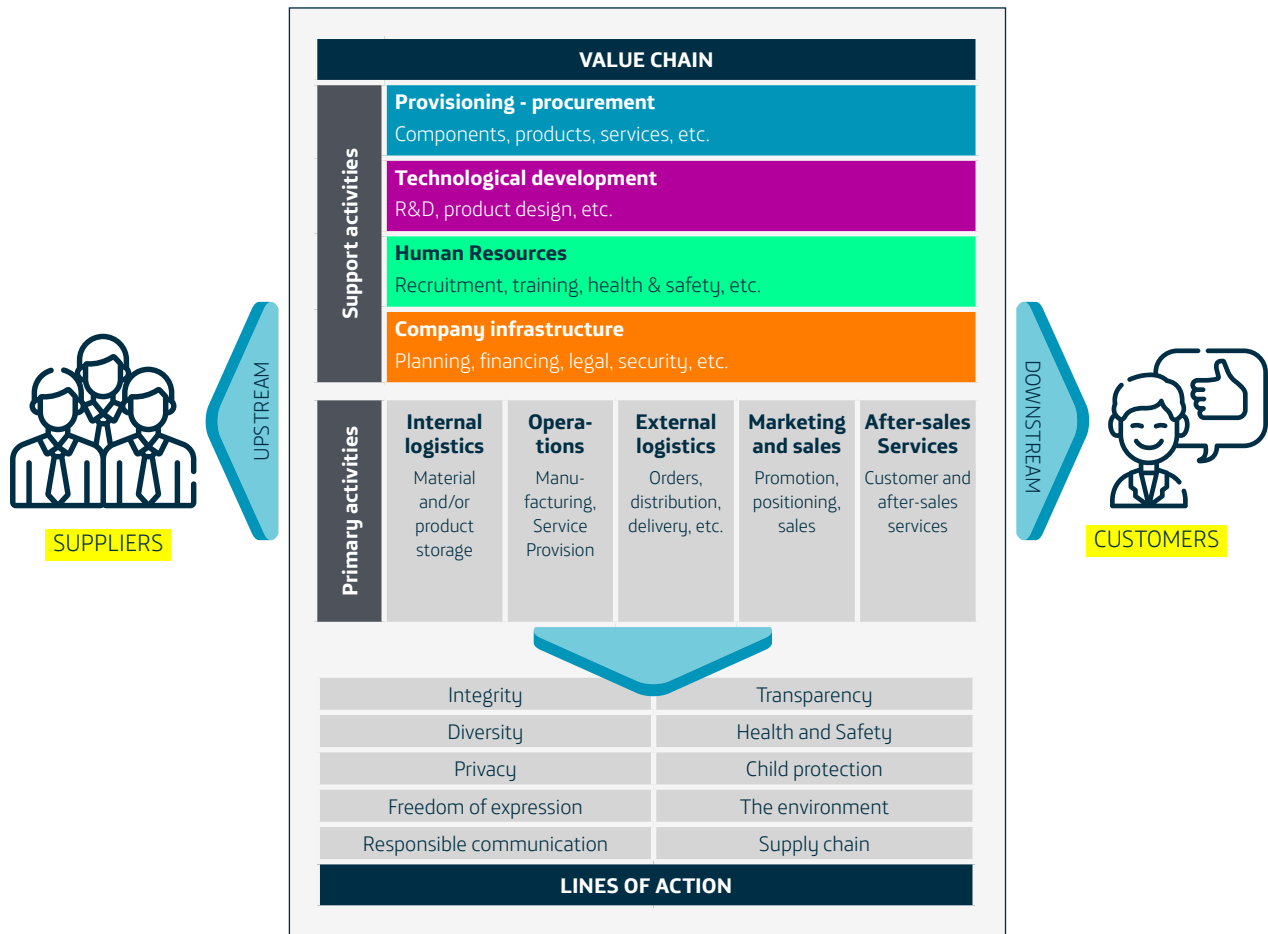 VALUE CHAIN
Support activities
Provisioning - procurement
Components, products, services, etc.
Technological development
R&D, product design, etc.
Human Resources
Recruitment, training, health & safety, etc.
Company infrastructure
Planning, financing, legal, security, etc.
UPSTREAM
SUPPLIERS
DOWNSTREAM
CUSTOMERS
Primary activities
Internal
logistics
Material
and/or
product
storage
Opera-
tions
Manu-
facturing,
Service
Provision
External
logistics
Orders,
distribution,
delivery, etc.
Marketing
and sales
Promotion,
positioning,
sales
After-sales
Services
Customer and
after-sales
services
Integrity
Transparency
Diversity
Health and Safety
Privacy
Child protection
Freedom of expression
The environment
Responsible communication
Supply chain
LINES OF ACTION